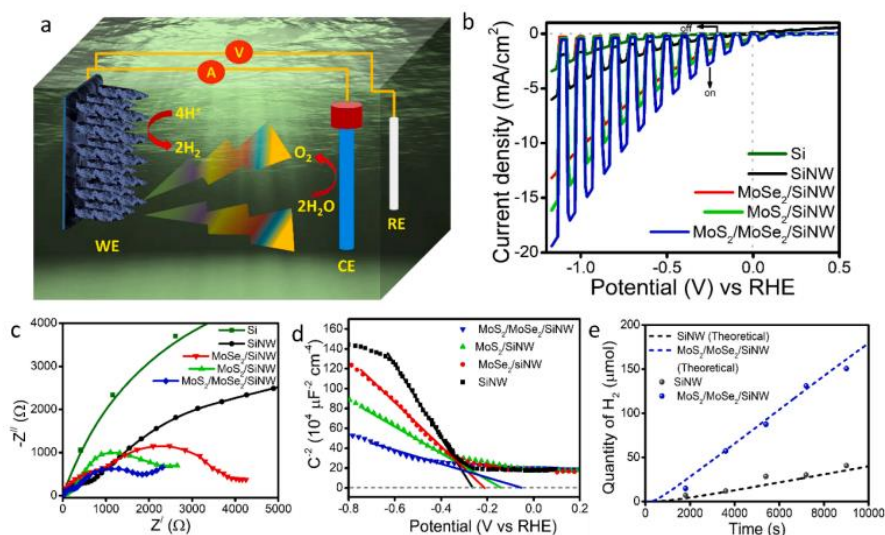 a
V
A
4H⁺
2H₂
O₂
2H₂O
WE
CE
RE
b
Current density (mA/cm²)
0
-5
-10
-15
-20
off
on
Si
SiNW
MoSe₂/SiNW
MoS₂/SiNW
MoS₂/MoSe₂/SiNW
-1.0 -0.5 0.0 0.5
Potential (V) vs RHE
c
-Z// (Ω)
4000
3000
2000
1000
0
Si
SiNW
MoSe₂/SiNW
MoS₂/SiNW
MoS₂/MoSe₂/SiNW
0 1000 2000 3000 4000 5000
Z/ (Ω)
d
C⁻² (10⁴ μF⁻² cm⁻⁴)
160
140
120
100
80
60
40
20
0
MoS₂/MoSe₂/SiNW
MoS₂/SiNW
MoSe₂/siNW
SiNW
-0.8 -0.6 -0.4 -0.2 0.0 0.2
Potential (V vs RHE)
e
Quantity of H₂ (μmol)
200
150
100
50
0
SiNW (Theoretical)
MoS₂/MoSe₂/SiNW
(Theoretical)
SiNW
MoS₂/MoSe₂/SiNW
0 2000 4000 6000 8000 10000
Time (s)